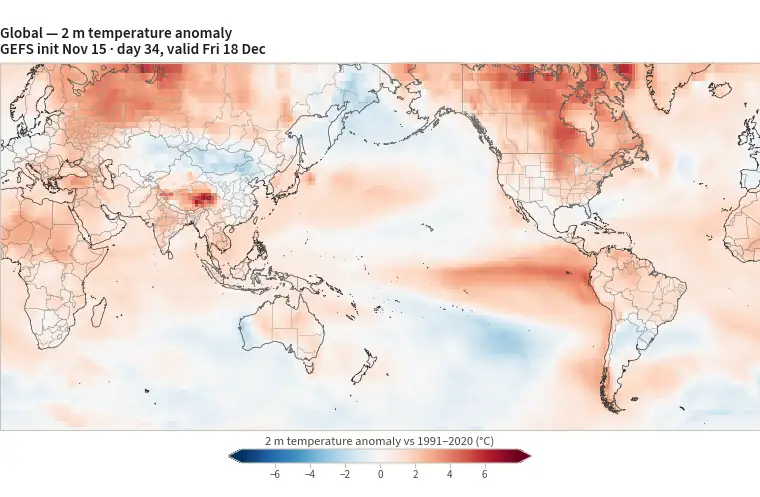 Global — 2 m temperature anomaly
GEFS init Nov 15 · day 34, valid Fri 18 Dec
2 m temperature anomaly vs 1991–2020 (°C)
−6 −4 −2 0 2 4 6